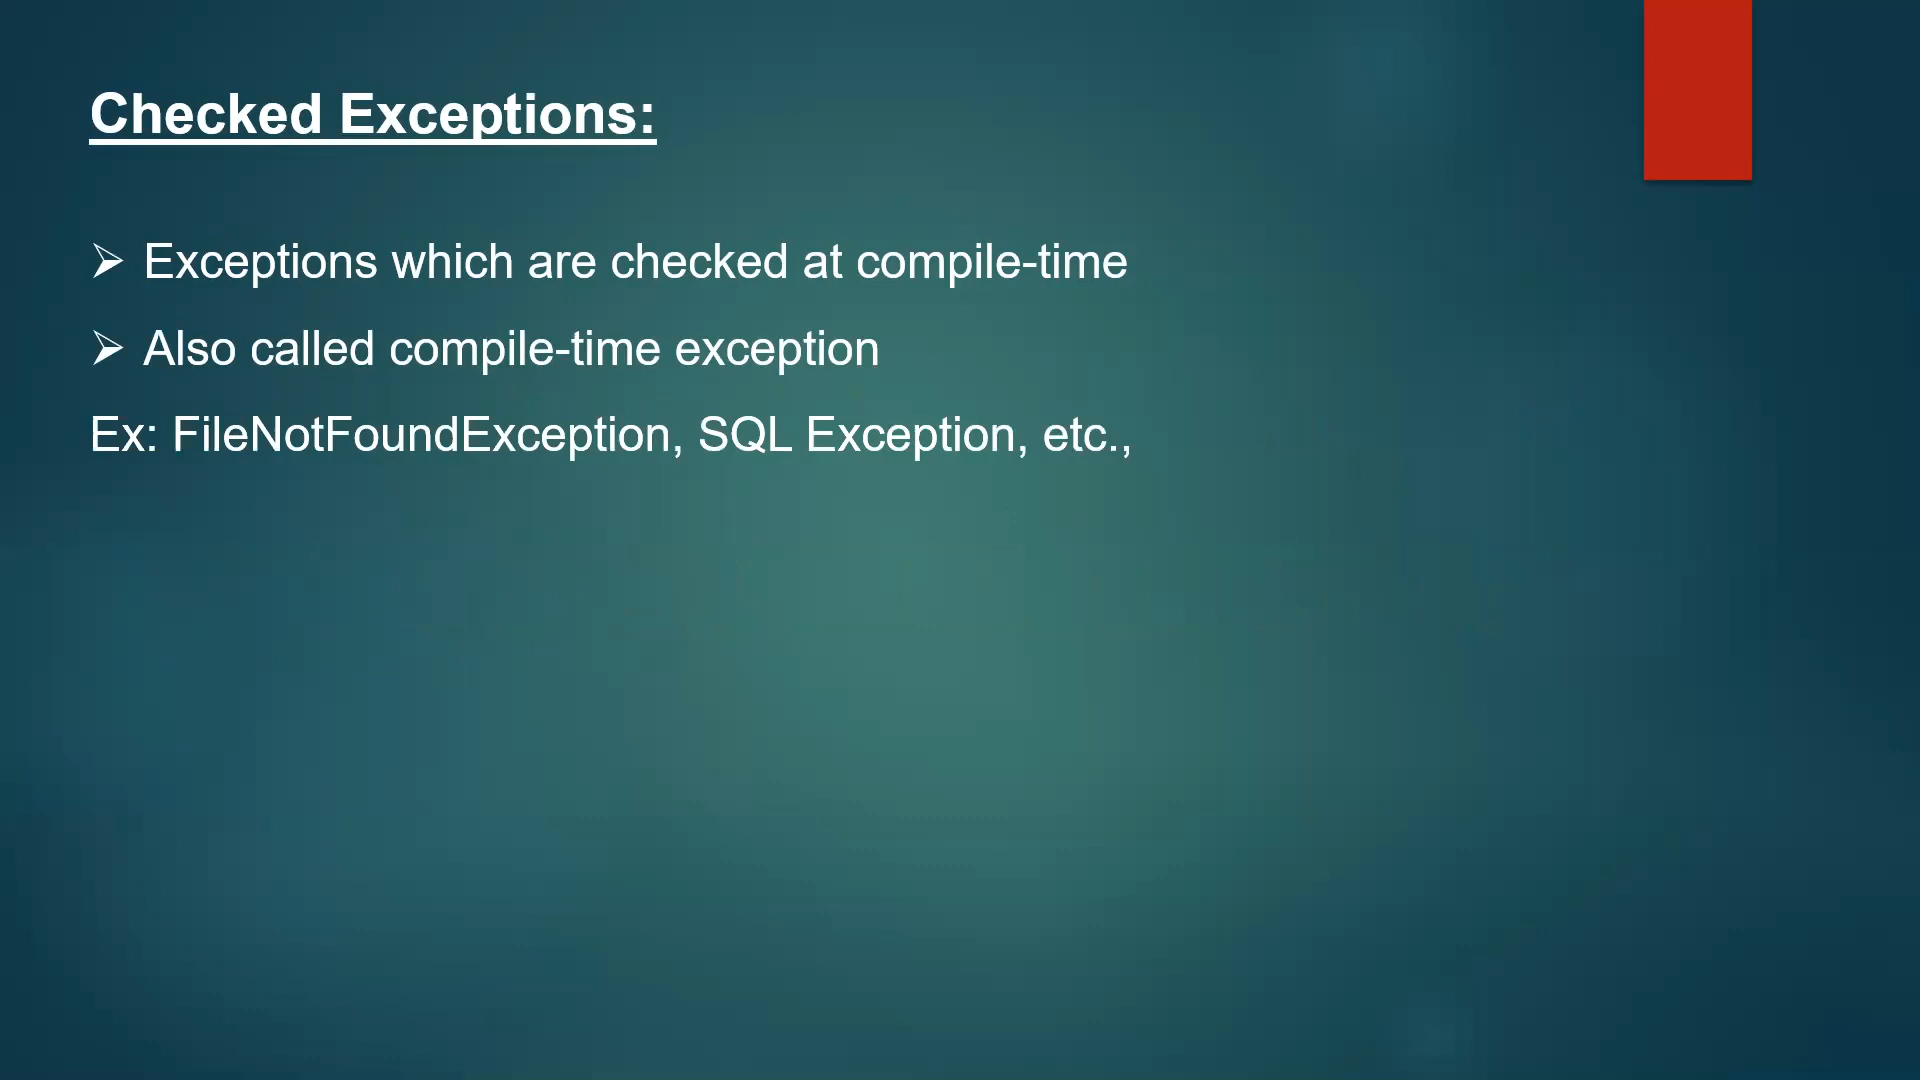 Checked Exceptions:
➢ Exceptions which are checked at compile-time
➢ Also called compile-time exception
Ex: FileNotFoundException, SQL Exception, etc.,